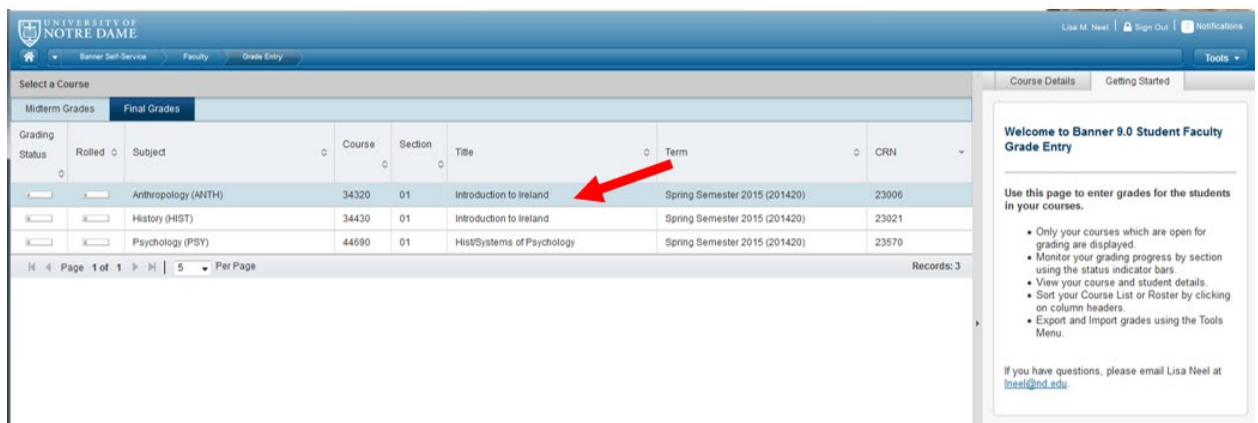 UNIVERSITY OF
NOTRE DAME
Lisa M. Neel Sign Out Notifications
Banner Self-Service Faculty Grade Entry Tools
Select a Course
Midterm Grades Final Grades
Grading Status Rolled Subject Course Section Title Term CRN
Anthropology (ANTH) 34320 01 Introduction to Ireland Spring Semester 2015 (201420) 23006
History (HIST) 34430 01 Introduction to Ireland Spring Semester 2015 (201420) 23021
Psychology (PSY) 44690 01 Hist/Systems of Psychology Spring Semester 2015 (201420) 23570
Page 1 of 1 5 Per Page Records: 3
Course Details Getting Started
Welcome to Banner 9.0 Student Faculty
Grade Entry
Use this page to enter grades for the students
in your courses.
• Only your courses which are open for
grading are displayed.
• Monitor your grading progress by section
using the status indicator bars.
• View your course and student details.
• Sort your Course List or Roster by clicking
on column headers.
• Export and Import grades using the Tools
Menu.
If you have questions, please email Lisa Neel at
lneel@nd.edu.